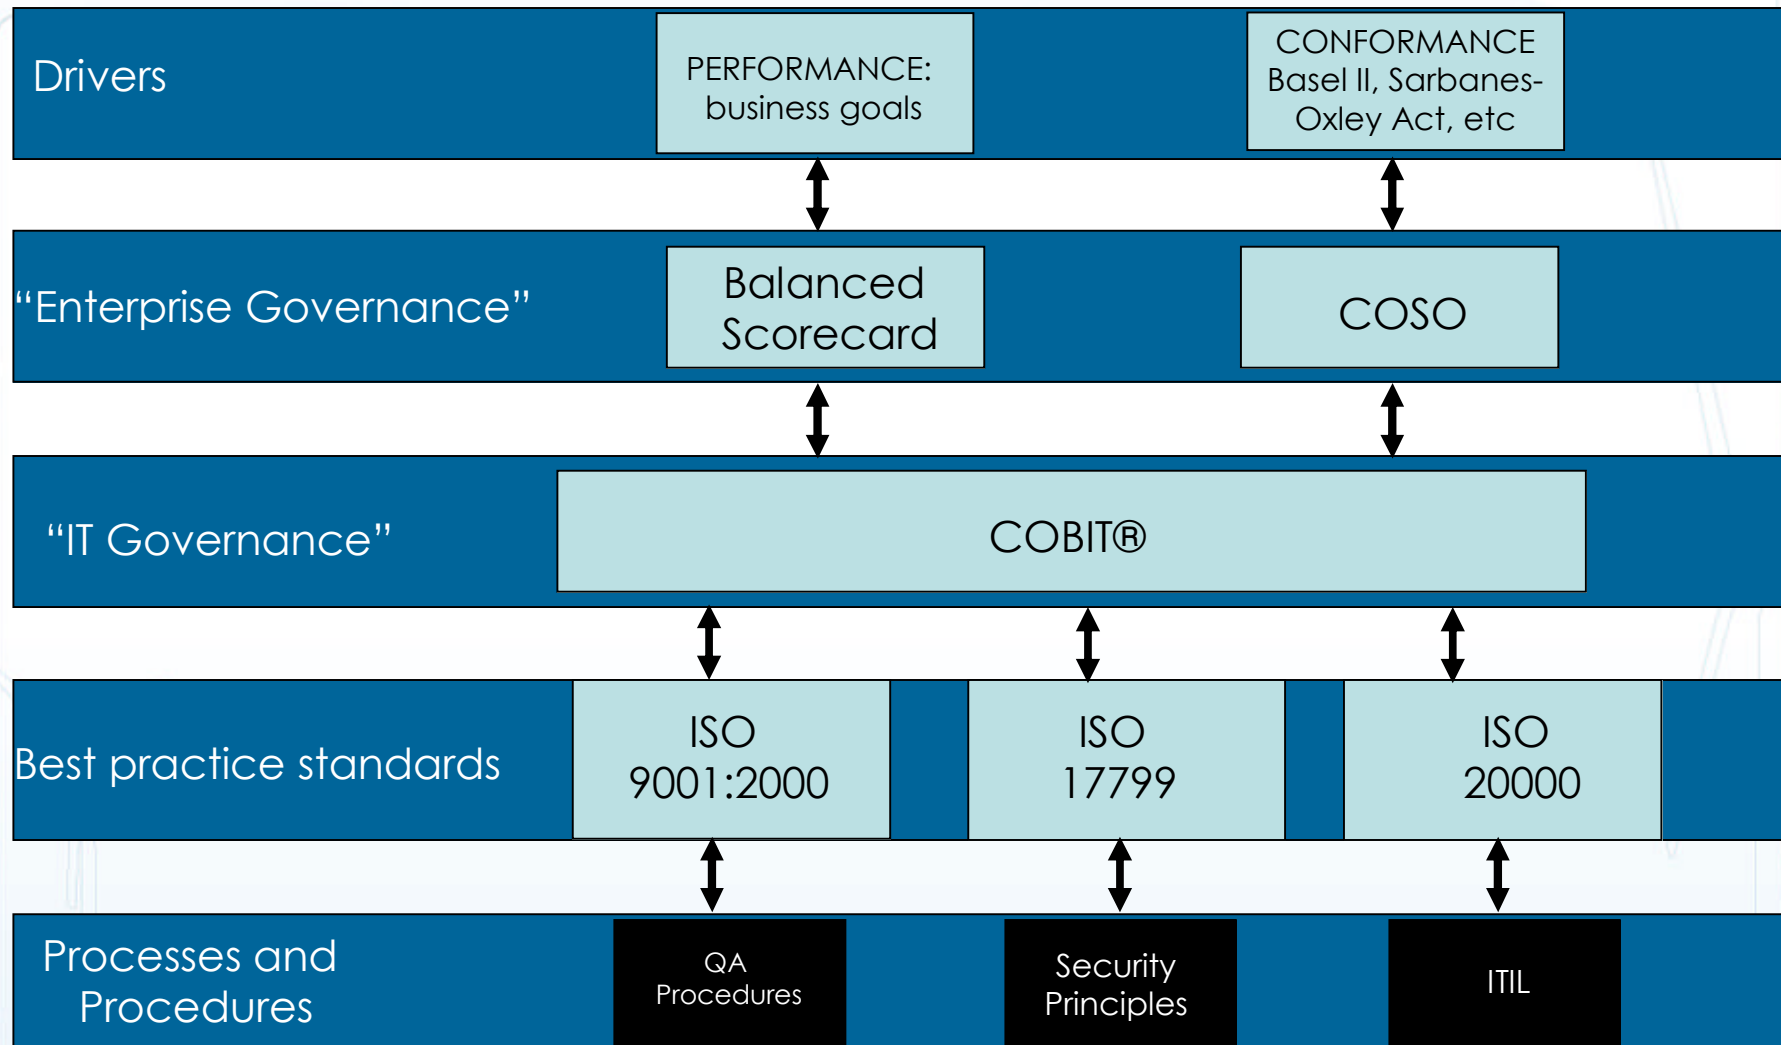 Drivers
PERFORMANCE:
business goals
CONFORMANCE
Basel II, Sarbanes-
Oxley Act, etc
“Enterprise Governance”
Balanced
Scorecard
COSO
“IT Governance”
COBIT®
Best practice standards
ISO
9001:2000
ISO
17799
ISO
20000
Processes and
Procedures
QA
Procedures
Security
Principles
ITIL